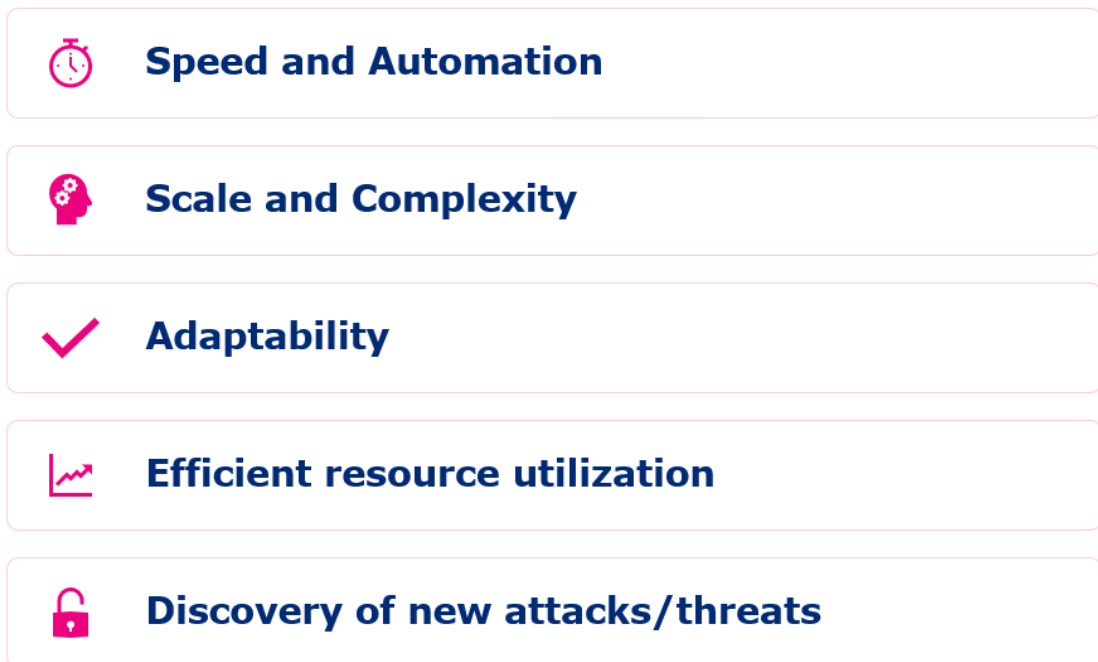 Speed and Automation
Scale and Complexity
Adaptability
Efficient resource utilization
Discovery of new attacks/threats